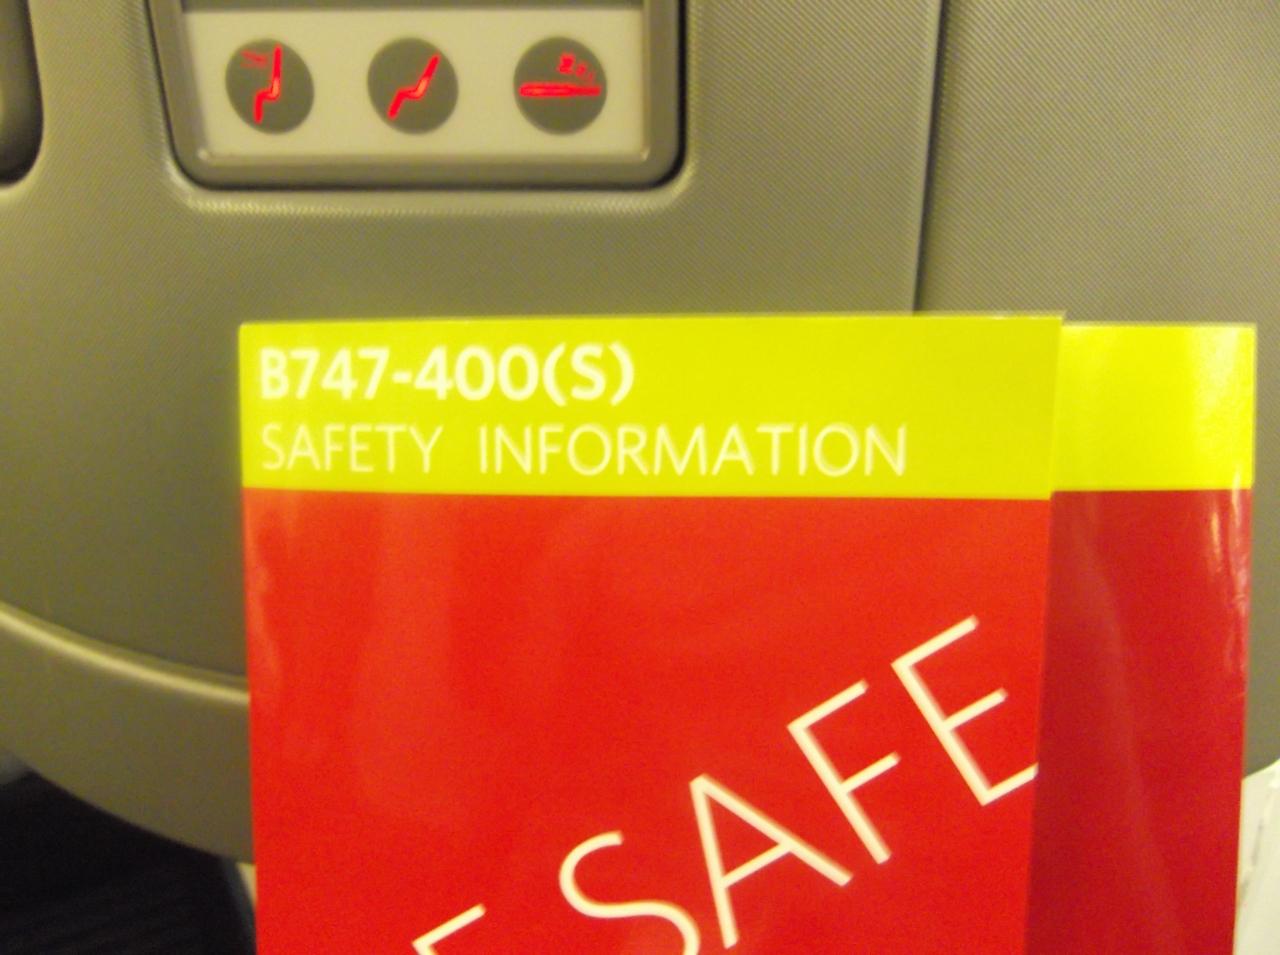 B747-400(S)
SAFETY INFORMATION
SAFE